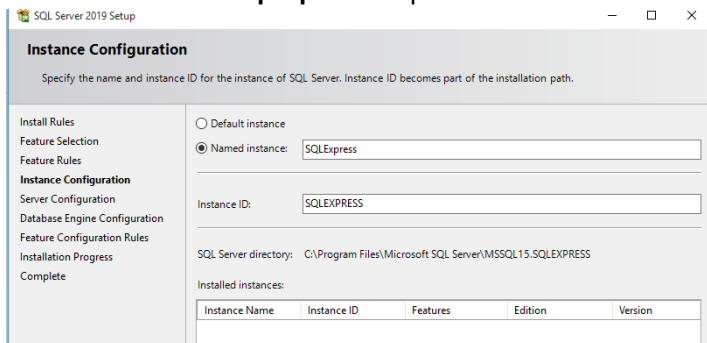 SQL Server 2019 Setup
Instance Configuration
Specify the name and instance ID for the instance of SQL Server. Instance ID becomes part of the installation path.
Install Rules
Feature Selection
Feature Rules
Instance Configuration
Server Configuration
Database Engine Configuration
Feature Configuration Rules
Installation Progress
Complete
Default instance
Named instance: SQLExpress
Instance ID: SQLEXPRESS
SQL Server directory: C:\Program Files\Microsoft SQL Server\MSSQL15.SQLEXPRESS
Installed instances:
Instance Name Instance ID Features Edition Version